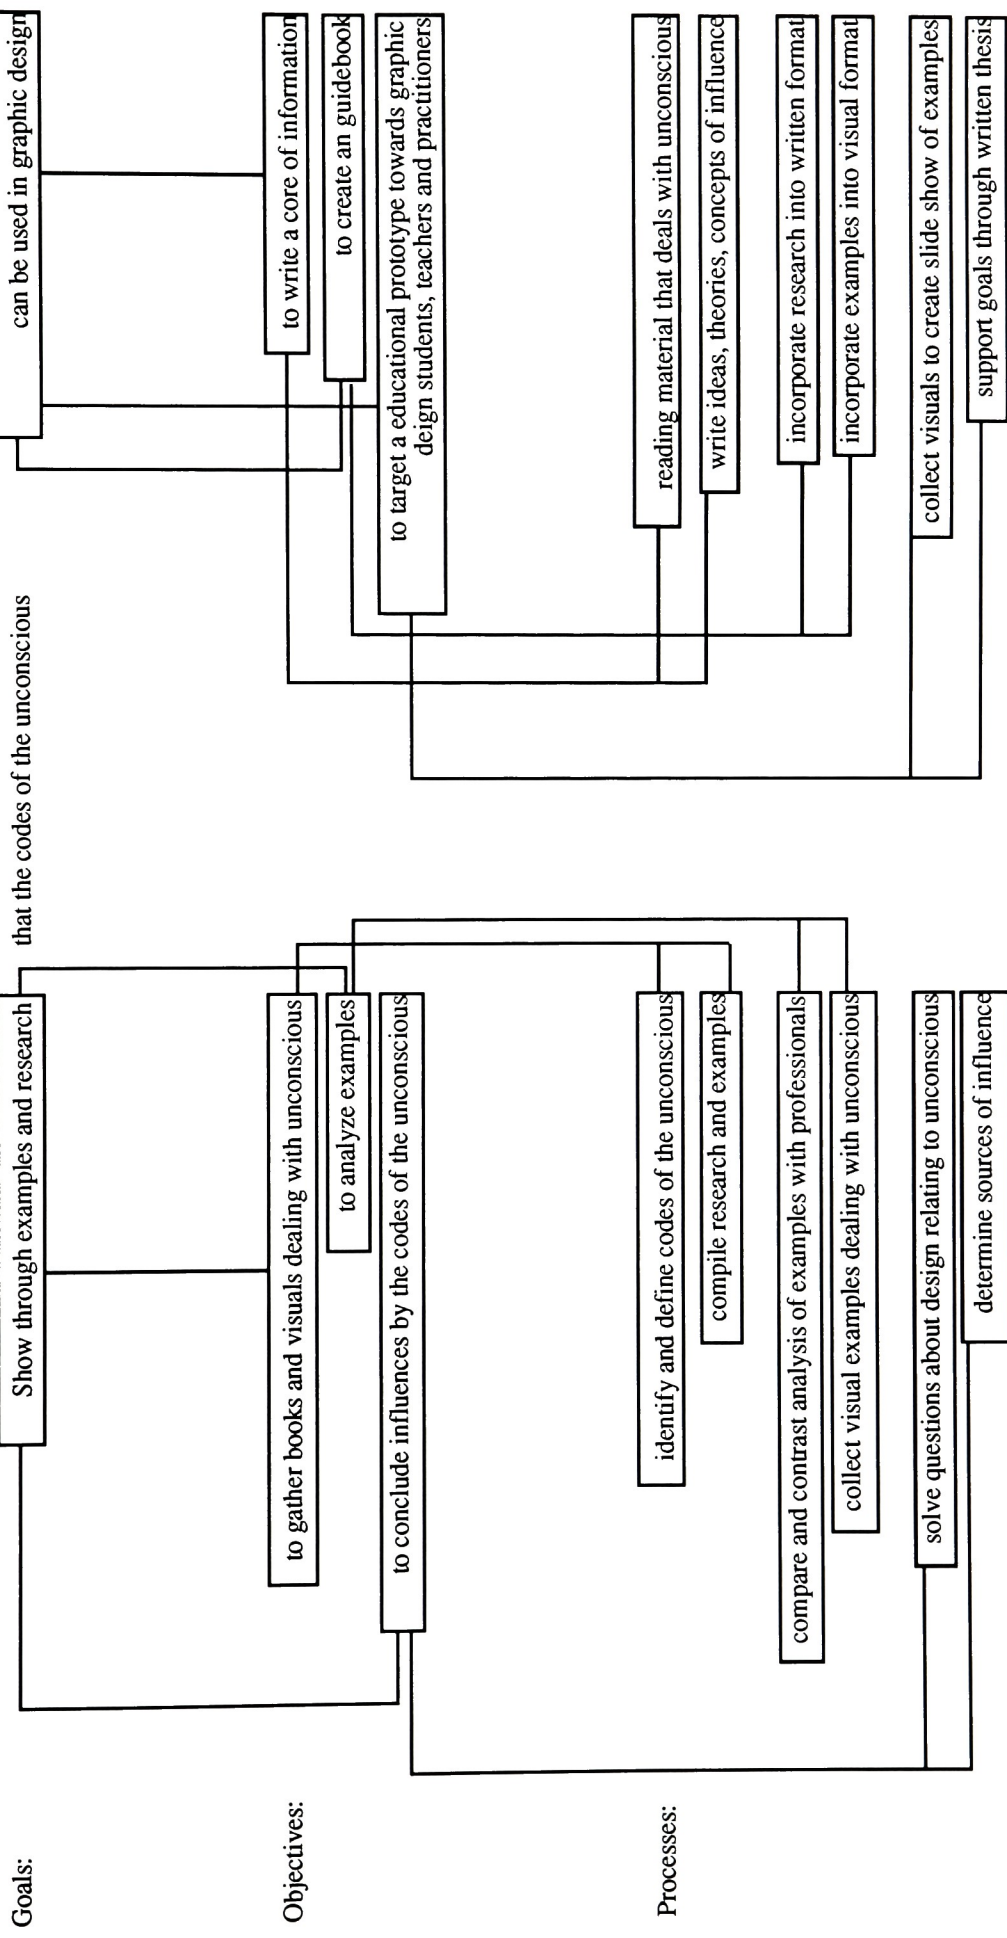 Goals:
Show through examples and research
that the codes of the unconscious
can be used in graphic design
Objectives:
to gather books and visuals dealing with unconscious
to analyze examples
to conclude influences by the codes of the unconscious
to write a core of information
to create an guidebook
to target a educational prototype towards graphic
deign students, teachers and practitioners
Processes:
identify and define codes of the unconscious
compile research and examples
compare and contrast analysis of examples with professionals
collect visual examples dealing with unconscious
solve questions about design relating to unconscious
determine sources of influence
reading material that deals with unconscious
write ideas, theories, concepts of influence
incorporate research into written format
incorporate examples into visual format
collect visuals to create slide show of examples
support goals through written thesis